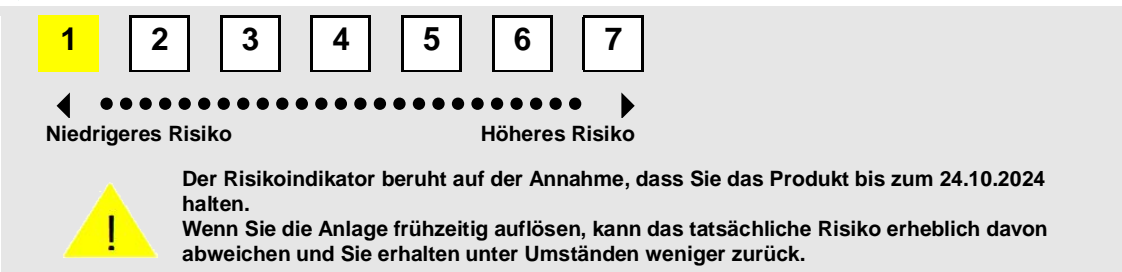 1 2 3 4 5 6 7
Niedrigeres Risiko Höheres Risiko
Der Risikoindikator beruht auf der Annahme, dass Sie das Produkt bis zum 24.10.2024
halten.
Wenn Sie die Anlage frühzeitig auflösen, kann das tatsächliche Risiko erheblich davon
abweichen und Sie erhalten unter Umständen weniger zurück.
!